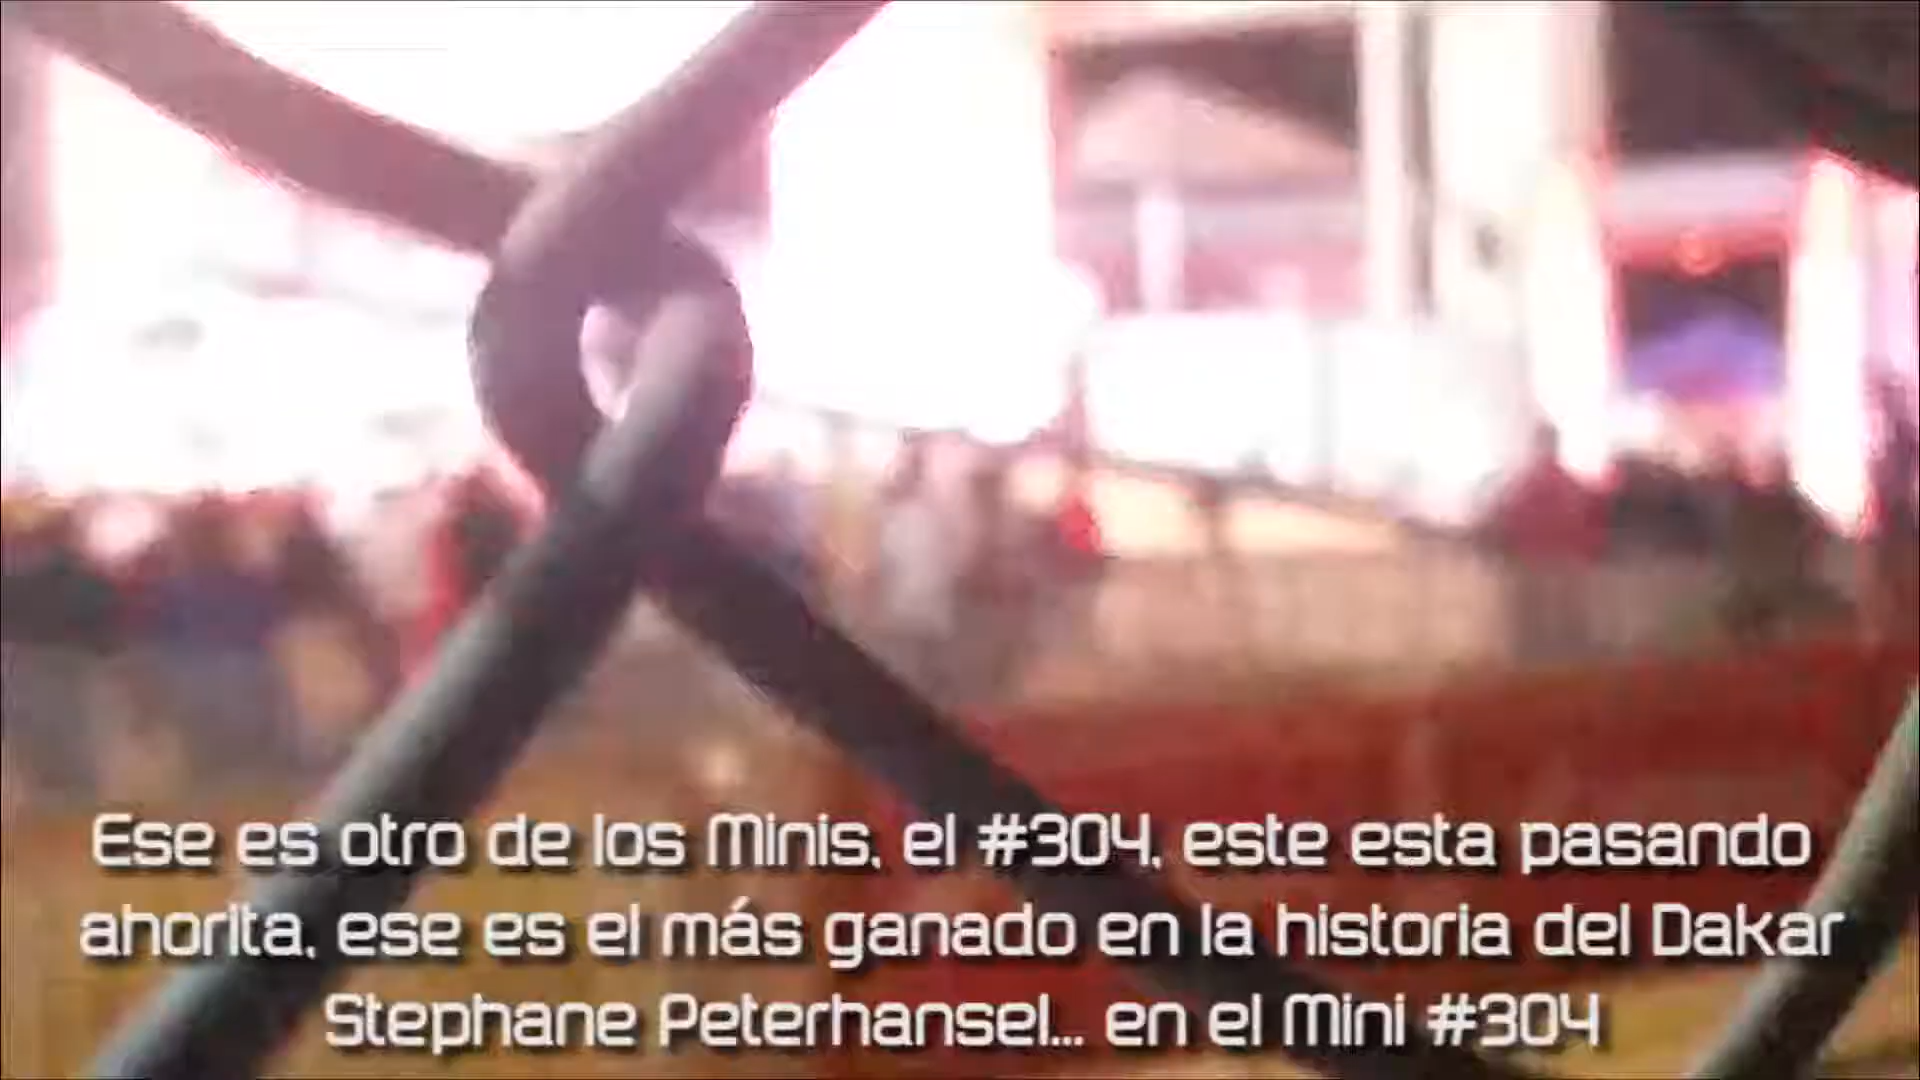 Ese es otro de los Minis, el #304, este esta pasando
ahorita, ese es el más ganado en la historia del Dakar
Stephane Peterhansel... en el Mini #304